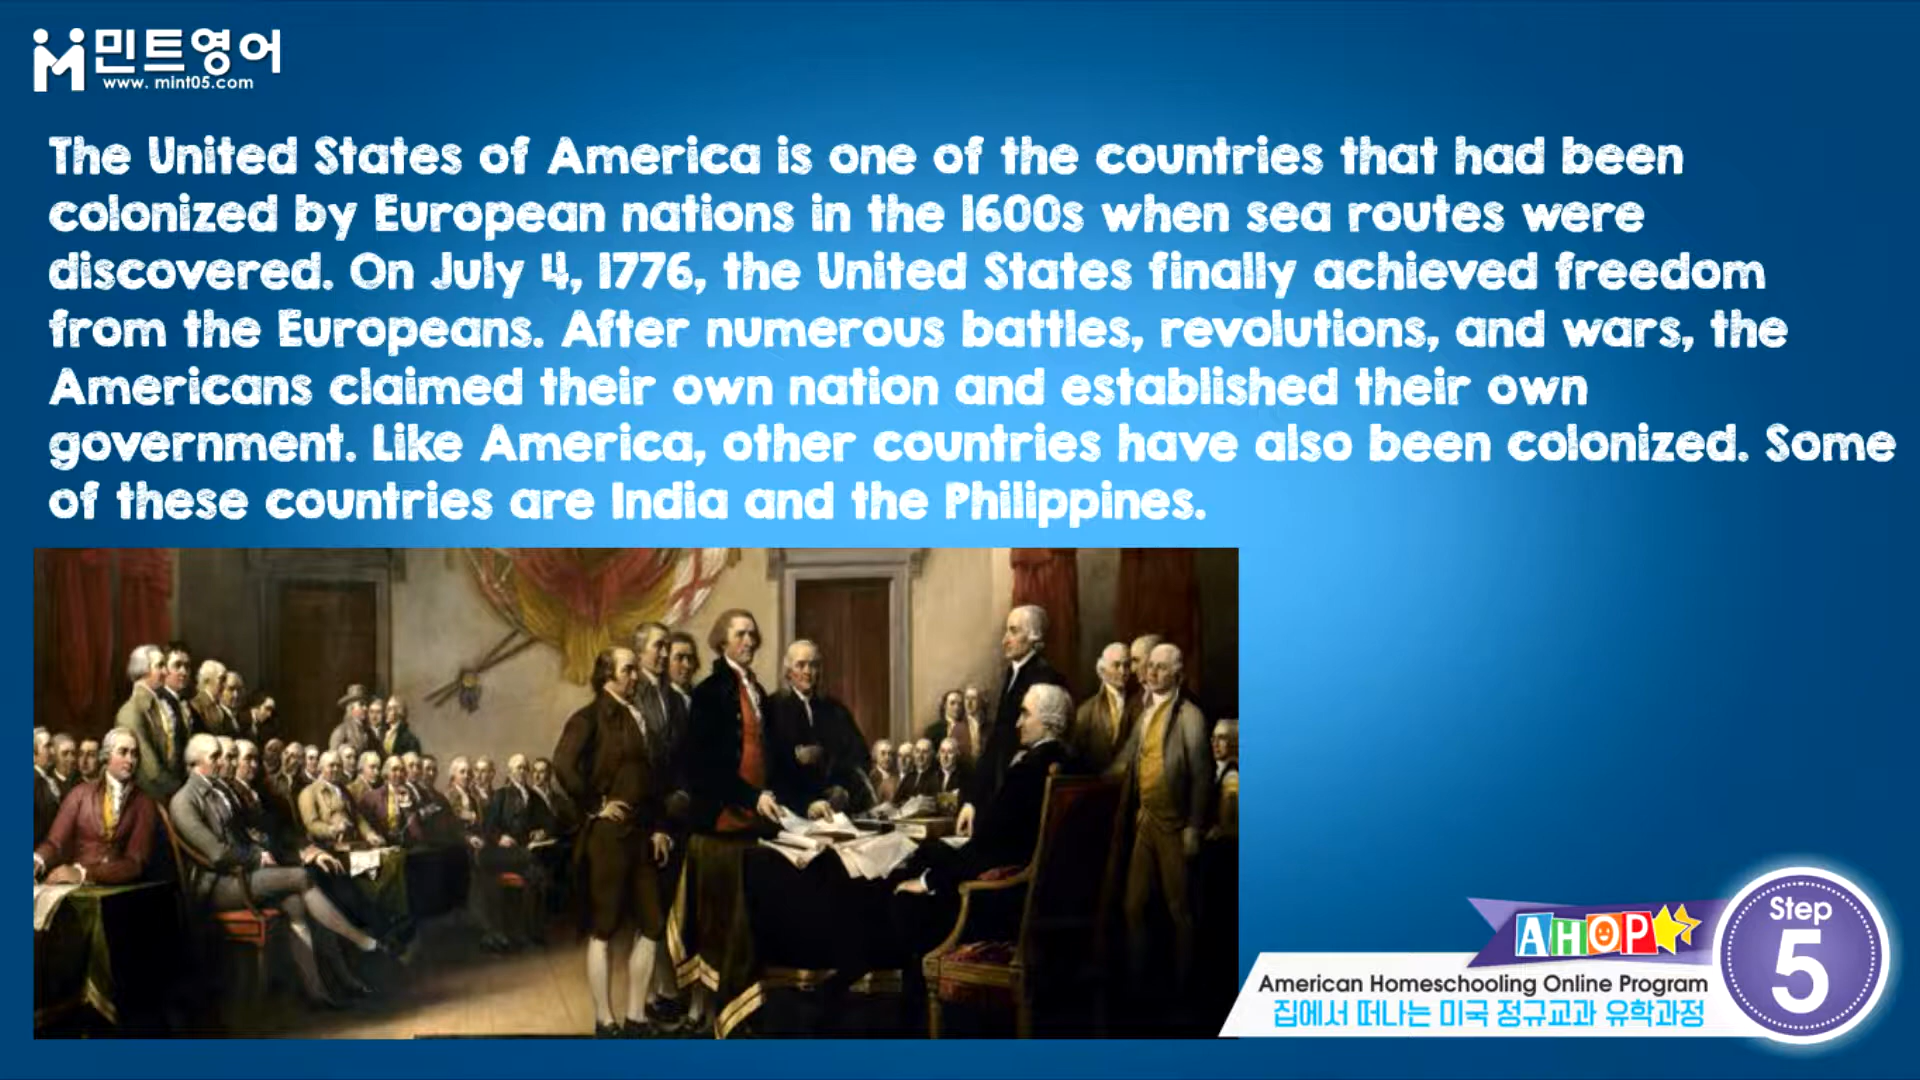 민트영어
www. mint05.com
The United States of America is one of the countries that had been
colonized by European nations in the 1600s when sea routes were
discovered. On July 4, 1776, the United States finally achieved freedom
from the Europeans. After numerous battles, revolutions, and wars, the
Americans claimed their own nation and established their own
government. Like America, other countries have also been colonized. Some
of these countries are India and the Philippines.
AHOP
Step
5
American Homeschooling Online Program
집에서 떠나는 미국 정규교과 유학과정